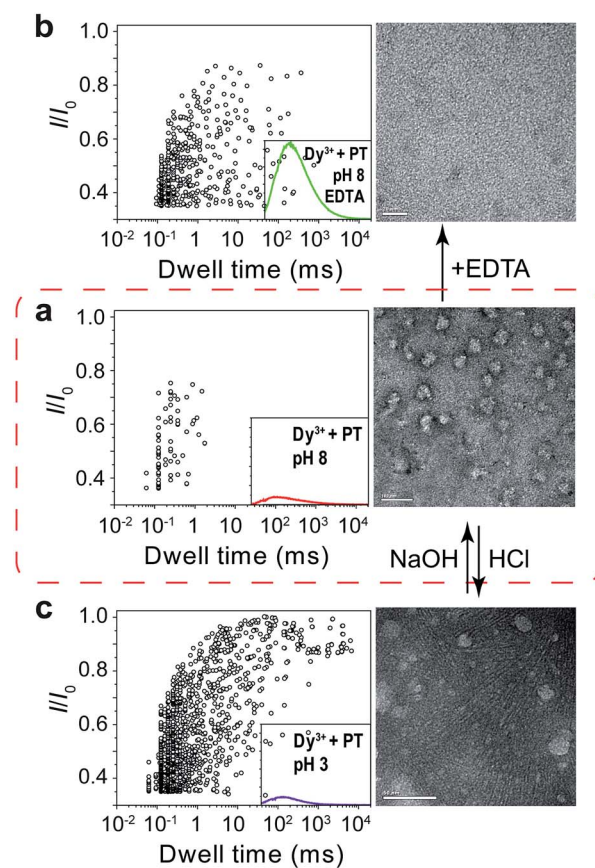 b
1.0
0.8
0.6
0.4
I/I₀
Dy³⁺ + PT
pH 8
EDTA
10⁻² 10⁻¹ 1 10 10² 10³ 10⁴
Dwell time (ms)
+EDTA
a
1.0
0.8
0.6
0.4
I/I₀
Dy³⁺ + PT
pH 8
10⁻² 10⁻¹ 1 10 10² 10³ 10⁴
Dwell time (ms)
NaOH HCl
c
1.0
0.8
0.6
0.4
I/I₀
Dy³⁺ + PT
pH 3
10⁻² 10⁻¹ 1 10 10² 10³ 10⁴
Dwell time (ms)